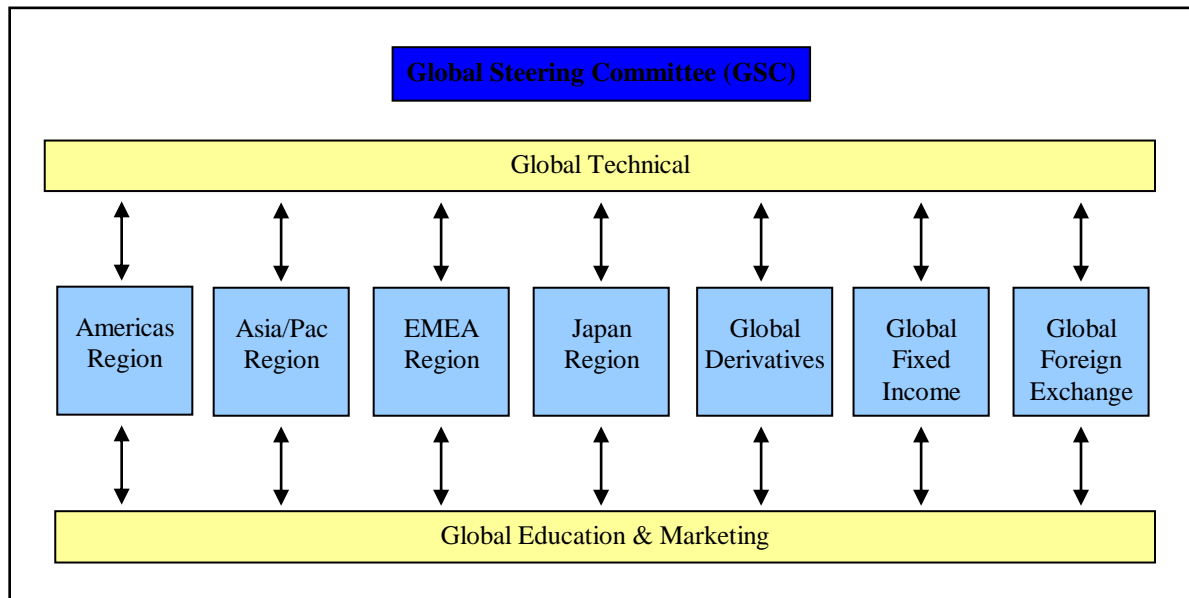 Global Steering Committee (GSC)
Global Technical
Americas
Region
Asia/Pac
Region
EMEA
Region
Japan
Region
Global
Derivatives
Global
Fixed
Income
Global
Foreign
Exchange
Global Education & Marketing